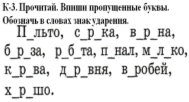 К-3. Прочитай. Впиши пропущенные буквы.
Обозначь в словах знак ударения.
П_льто, с_р_ка, в_р_на,
б_р_за, р_б_та, п_нал, м_л_ко,
к_р_ва, д_р_вня, в_робей,
х_р_шо.